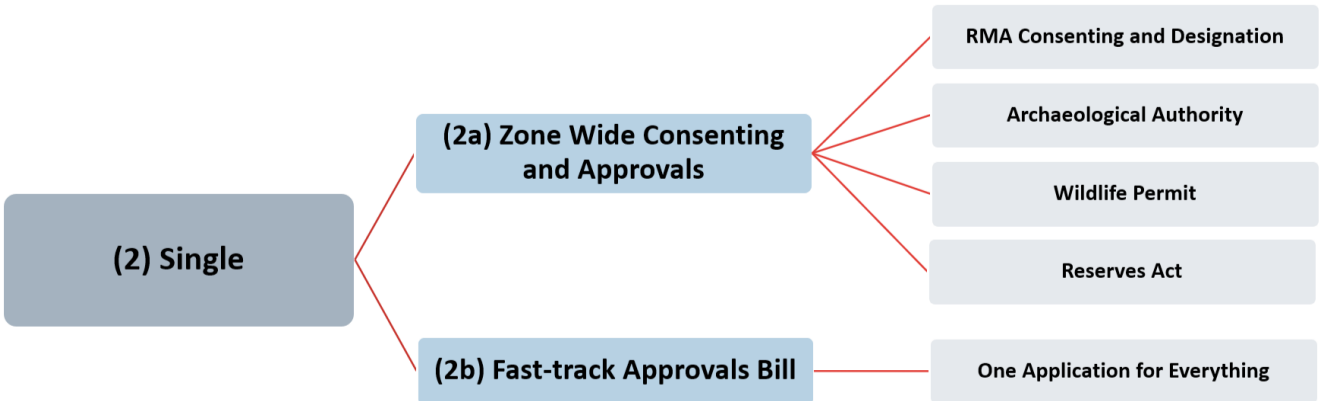 (2) Single
(2a) Zone Wide Consenting
and Approvals
RMA Consenting and Designation
Archaeological Authority
Wildlife Permit
Reserves Act
(2b) Fast-track Approvals Bill
One Application for Everything